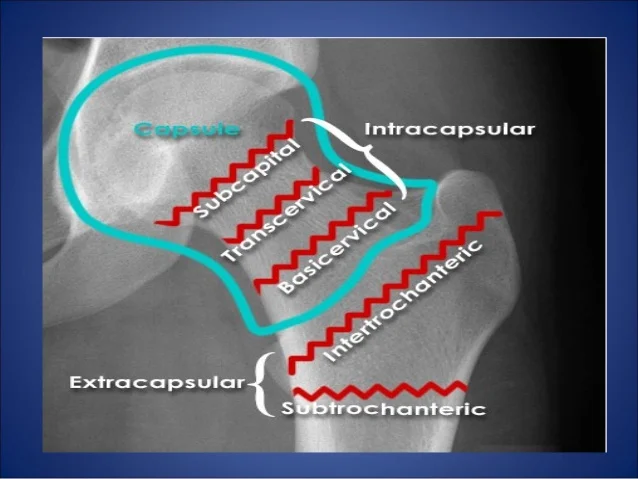 Capsule
Intracapsular
Subcapital
Transcervical
Basicervical
Intertrochanteric
Extracapsular
Subtrochanteric